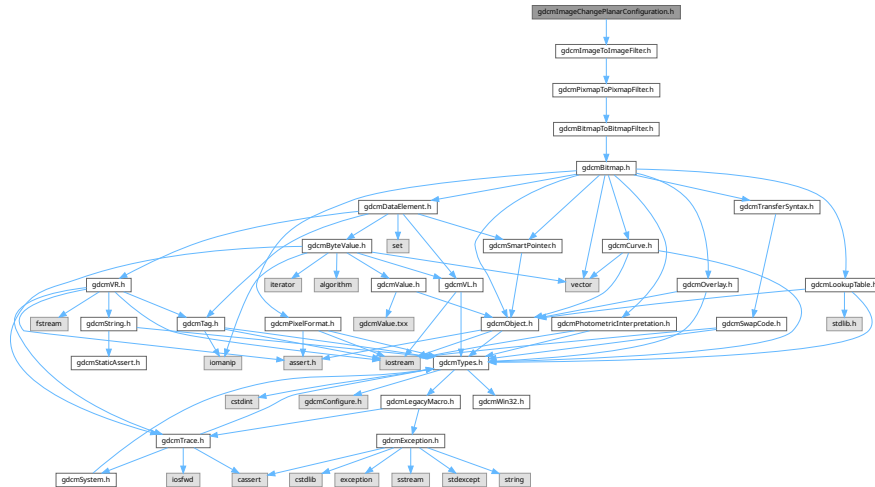 gdcmImageChangePlanarConfiguration.h
gdcmImageToImageFilter.h
gdcmPixmapToPixmapFilter.h
gdcmBitmapToBitmapFilter.h
gdcmBitmap.h
gdcmDataElement.h
gdcmTransferSyntax.h
gdcmByteValue.h
set
gdcmSmartPointer.h
gdcmCurve.h
gdcmVR.h
iterator
algorithm
gdcmValue.h
gdcmVL.h
vector
gdcmOverlay.h
gdcmLookupTable.h
fstream
gdcmString.h
gdcmTag.h
gdcmPixelFormat.h
gdcmValue.txx
gdcmObject.h
gdcmPhotometricInterpretation.h
gdcmSwapCode.h
stdlib.h
gdcmStaticAssert.h
iomanip
assert.h
iostream
gdcmTypes.h
cstdint
gdcmConfigure.h
gdcmLegacyMacro.h
gdcmWin32.h
gdcmTrace.h
gdcmException.h
gdcmSystem.h
iosfwd
cassert
cstdlib
exception
sstream
stdexcept
string